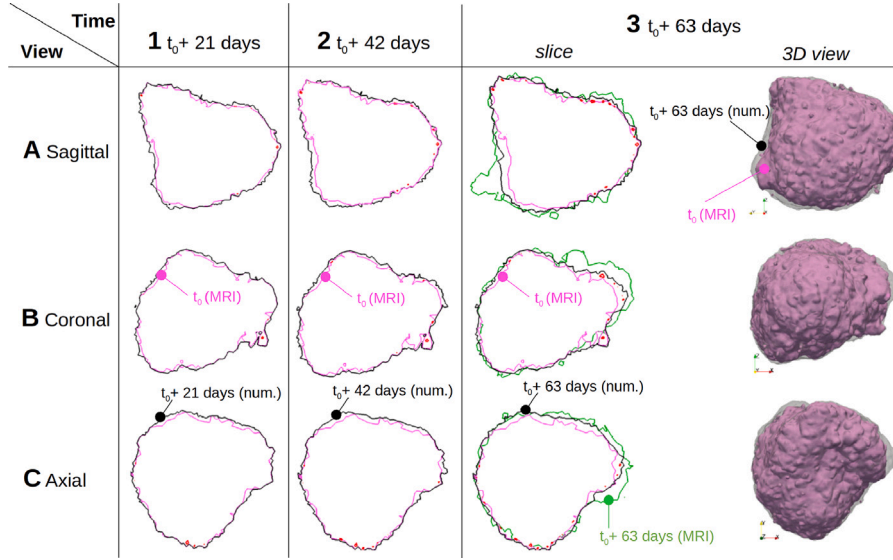 Time
View
1 t0+ 21 days
2 t0+ 42 days
3 t0+ 63 days
slice
3D view
A Sagittal
t0+ 63 days (num.)
t0 (MRI)
B Coronal
t0 (MRI)
t0 (MRI)
t0 (MRI)
t0+ 21 days (num.)
t0+ 42 days (num.)
t0+ 63 days (num.)
C Axial
t0+ 63 days (MRI)